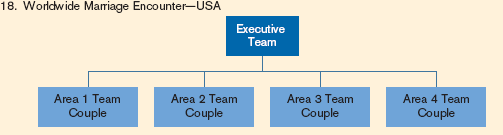 18. Worldwide Marriage Encounter—USA
Executive
Team
Area 1 Team
Couple
Area 2 Team
Couple
Area 3 Team
Couple
Area 4 Team
Couple